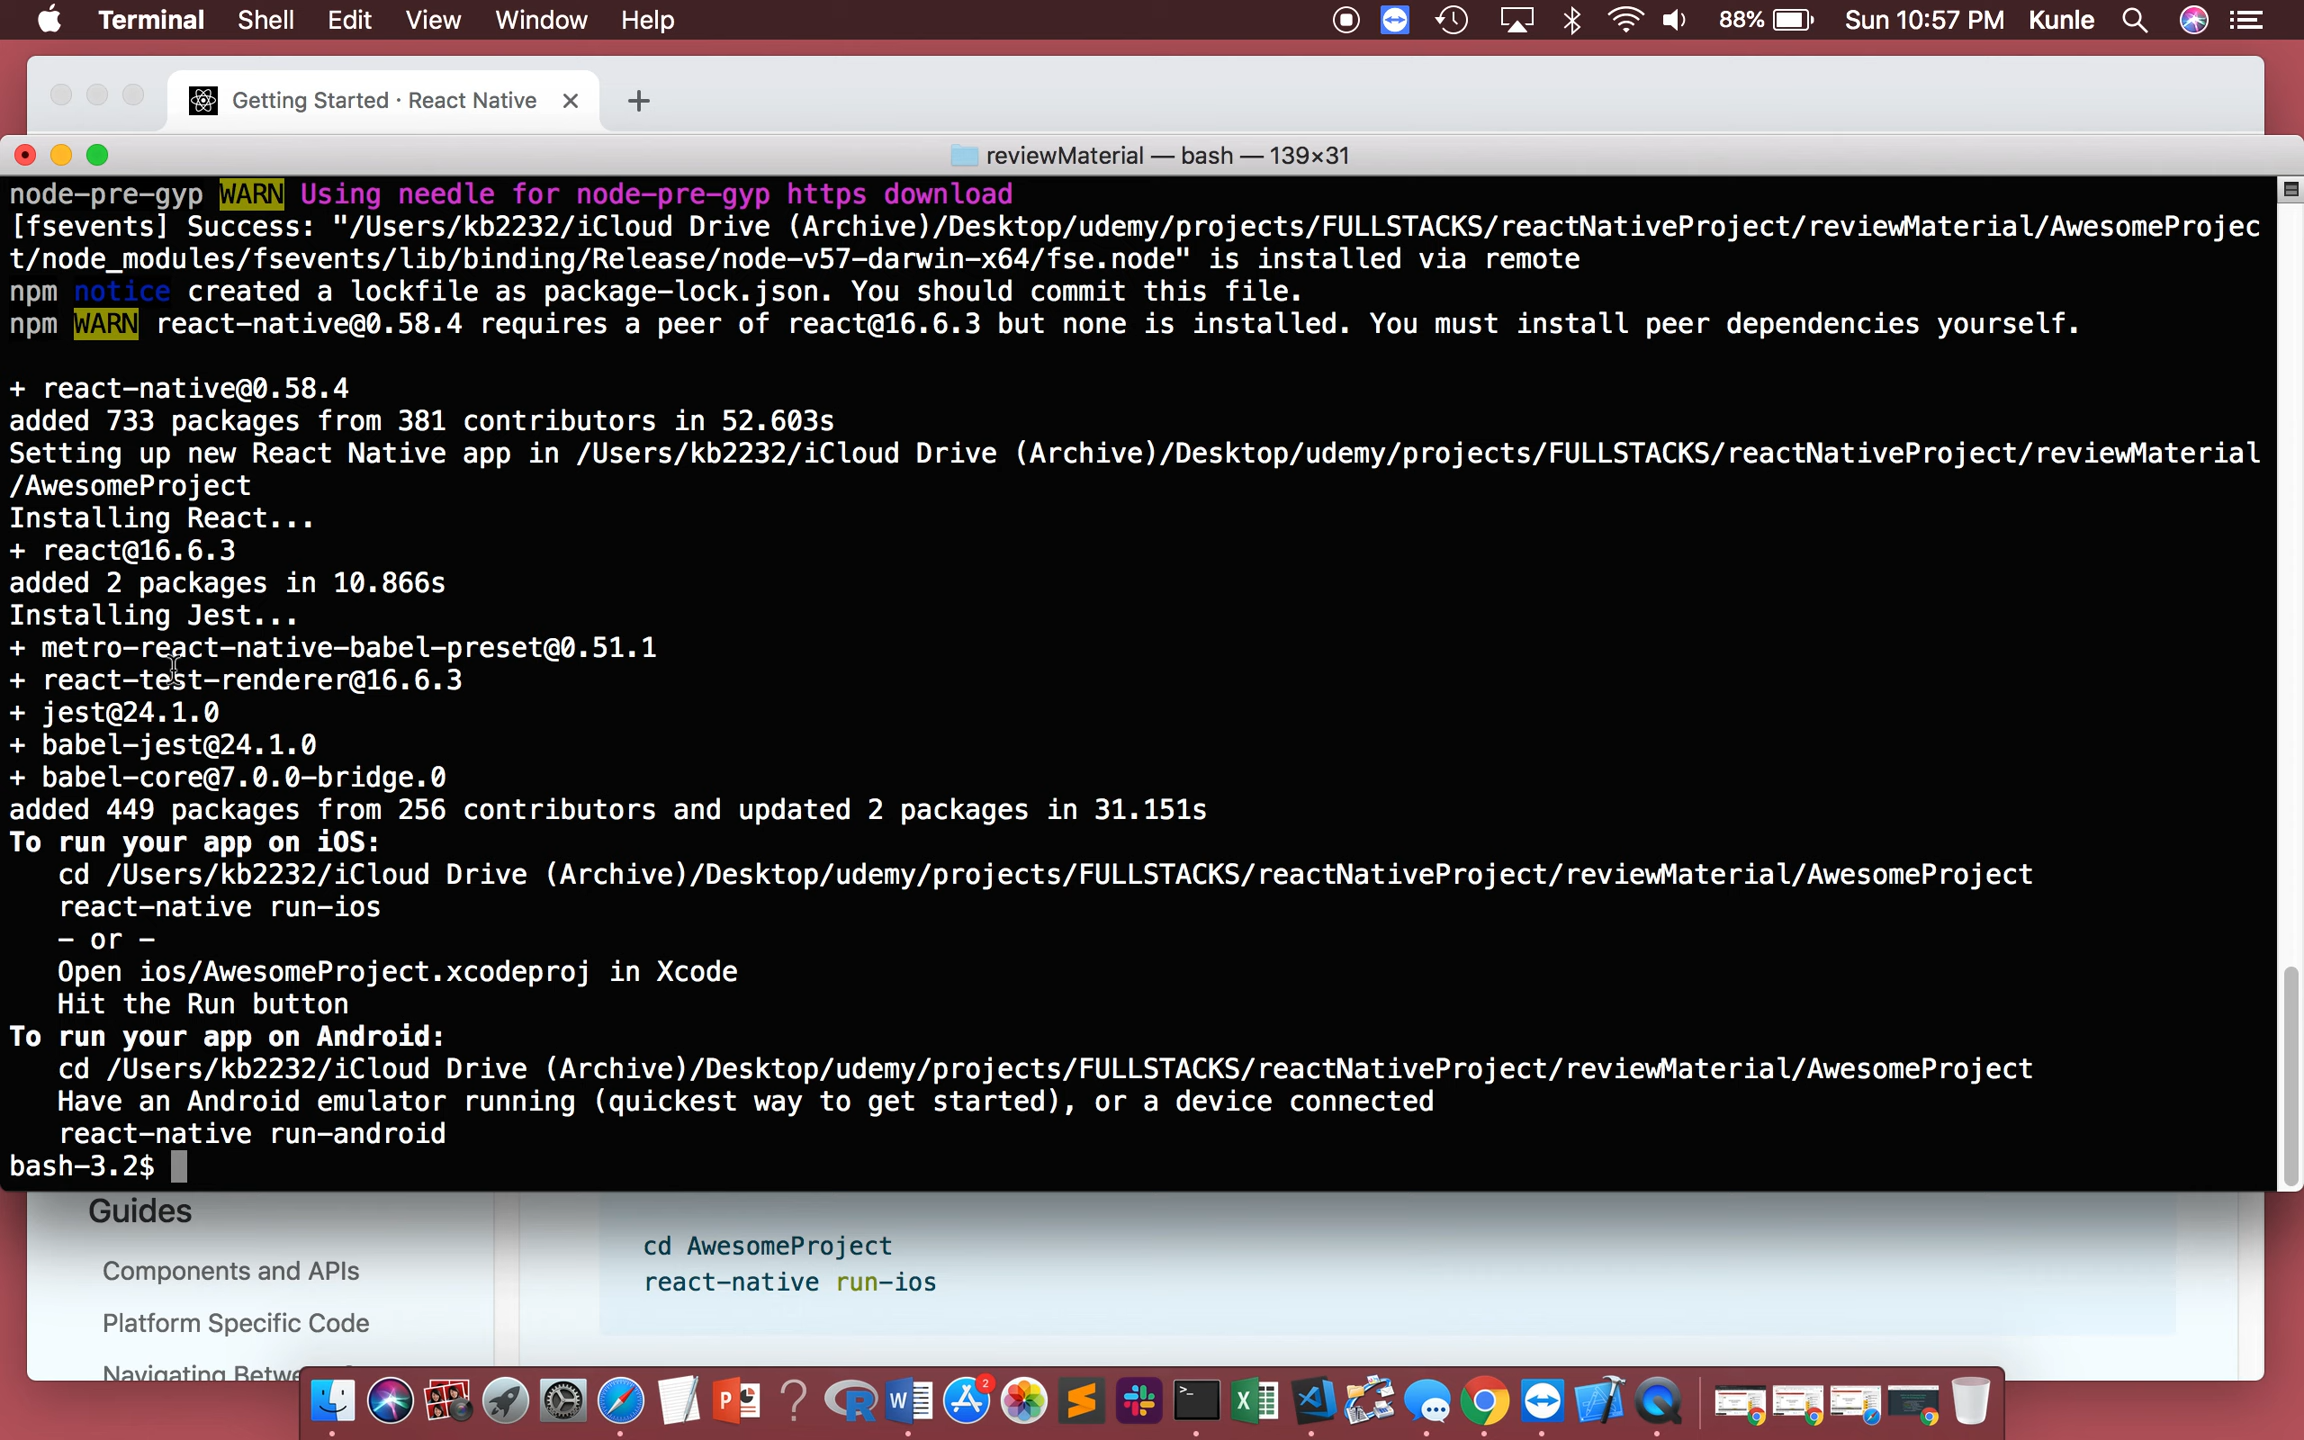 Terminal Shell Edit View Window Help 88% Sun 10:57 PM Kunle
Getting Started · React Native
reviewMaterial — bash — 139×31
node-pre-gyp WARN Using needle for node-pre-gyp https download
[fsevents] Success: "/Users/kb2232/iCloud Drive (Archive)/Desktop/udemy/projects/FULLSTACKS/reactNativeProject/reviewMaterial/AwesomeProjec
t/node_modules/fsevents/lib/binding/Release/node-v57-darwin-x64/fse.node" is installed via remote
npm notice created a lockfile as package-lock.json. You should commit this file.
npm WARN react-native@0.58.4 requires a peer of react@16.6.3 but none is installed. You must install peer dependencies yourself.
+ react-native@0.58.4
added 733 packages from 381 contributors in 52.603s
Setting up new React Native app in /Users/kb2232/iCloud Drive (Archive)/Desktop/udemy/projects/FULLSTACKS/reactNativeProject/reviewMaterial
/AwesomeProject
Installing React...
+ react@16.6.3
added 2 packages in 10.866s
Installing Jest...
+ metro-react-native-babel-preset@0.51.1
+ react-test-renderer@16.6.3
+ jest@24.1.0
+ babel-jest@24.1.0
+ babel-core@7.0.0-bridge.0
added 449 packages from 256 contributors and updated 2 packages in 31.151s
To run your app on iOS:
cd /Users/kb2232/iCloud Drive (Archive)/Desktop/udemy/projects/FULLSTACKS/reactNativeProject/reviewMaterial/AwesomeProject
react-native run-ios
- or -
Open ios/AwesomeProject.xcodeproj in Xcode
Hit the Run button
To run your app on Android:
cd /Users/kb2232/iCloud Drive (Archive)/Desktop/udemy/projects/FULLSTACKS/reactNativeProject/reviewMaterial/AwesomeProject
Have an Android emulator running (quickest way to get started), or a device connected
react-native run-android
bash-3.2$
Guides
cd AwesomeProject
Components and APIs
react-native run-ios
Platform Specific Code
Navigating
2